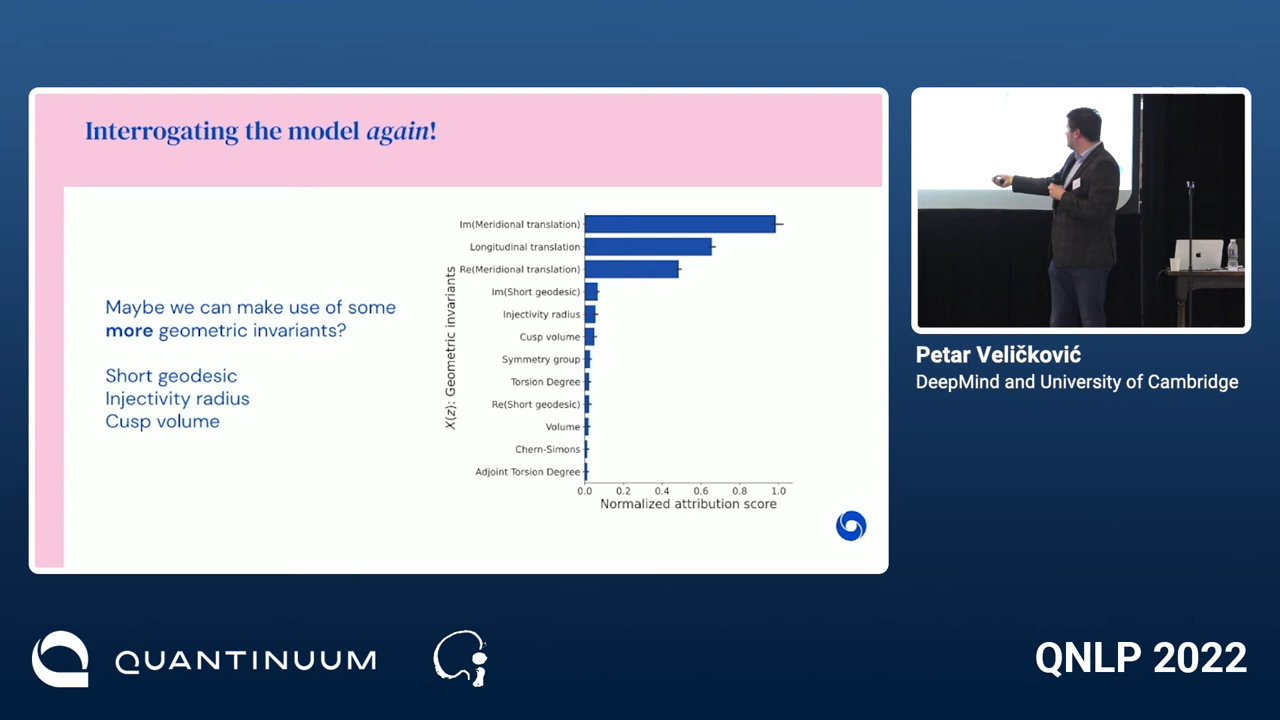 Interrogating the model again!
Maybe we can make use of some
more geometric invariants?
Short geodesic
Injectivity radius
Cusp volume
X(z): Geometric invariants
Im(Meridional translation)
Longitudinal translation
Re(Meridional translation)
Im(Short geodesic)
Injectivity radius
Cusp volume
Symmetry group
Torsion Degree
Re(Short geodesic)
Volume
Chern-Simons
Adjoint Torsion Degree
0.0 0.2 0.4 0.6 0.8 1.0
Normalized attribution score
Petar Veličković
DeepMind and University of Cambridge
QUANTINUUM
QNLP 2022